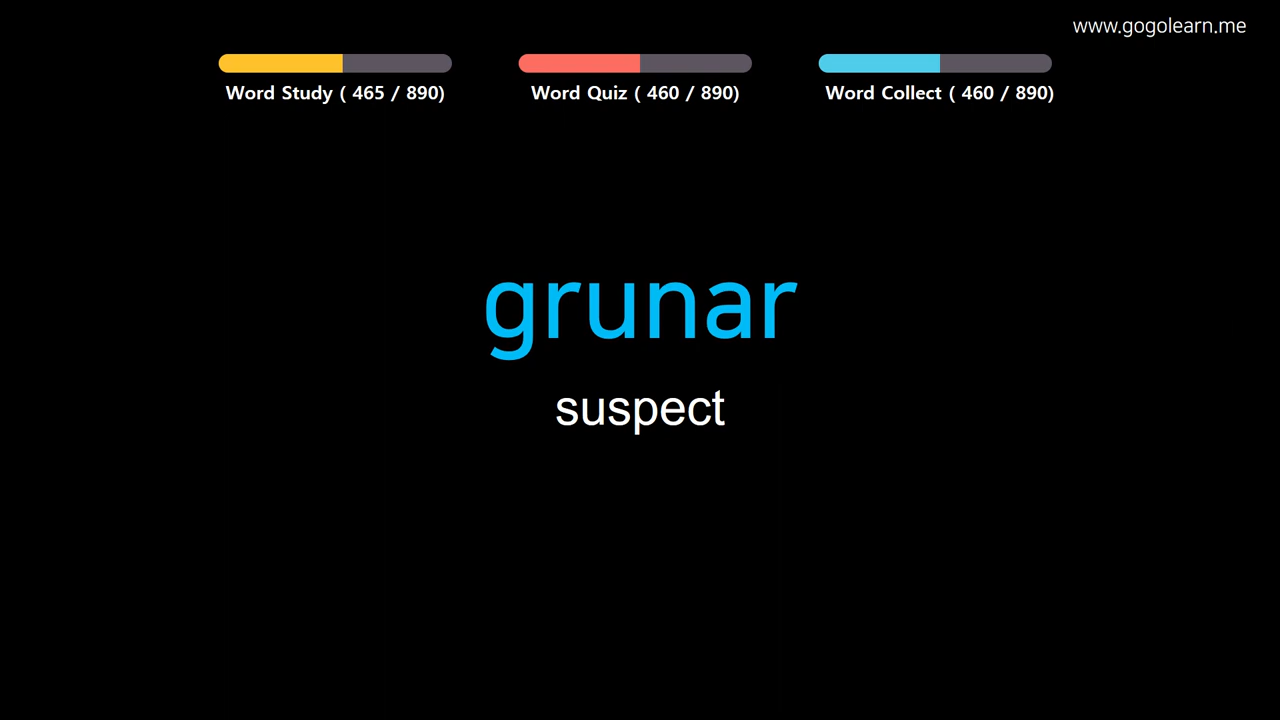 www.gogolearn.me
Word Study ( 465 / 890)
Word Quiz ( 460 / 890)
Word Collect ( 460 / 890)
grunar
suspect